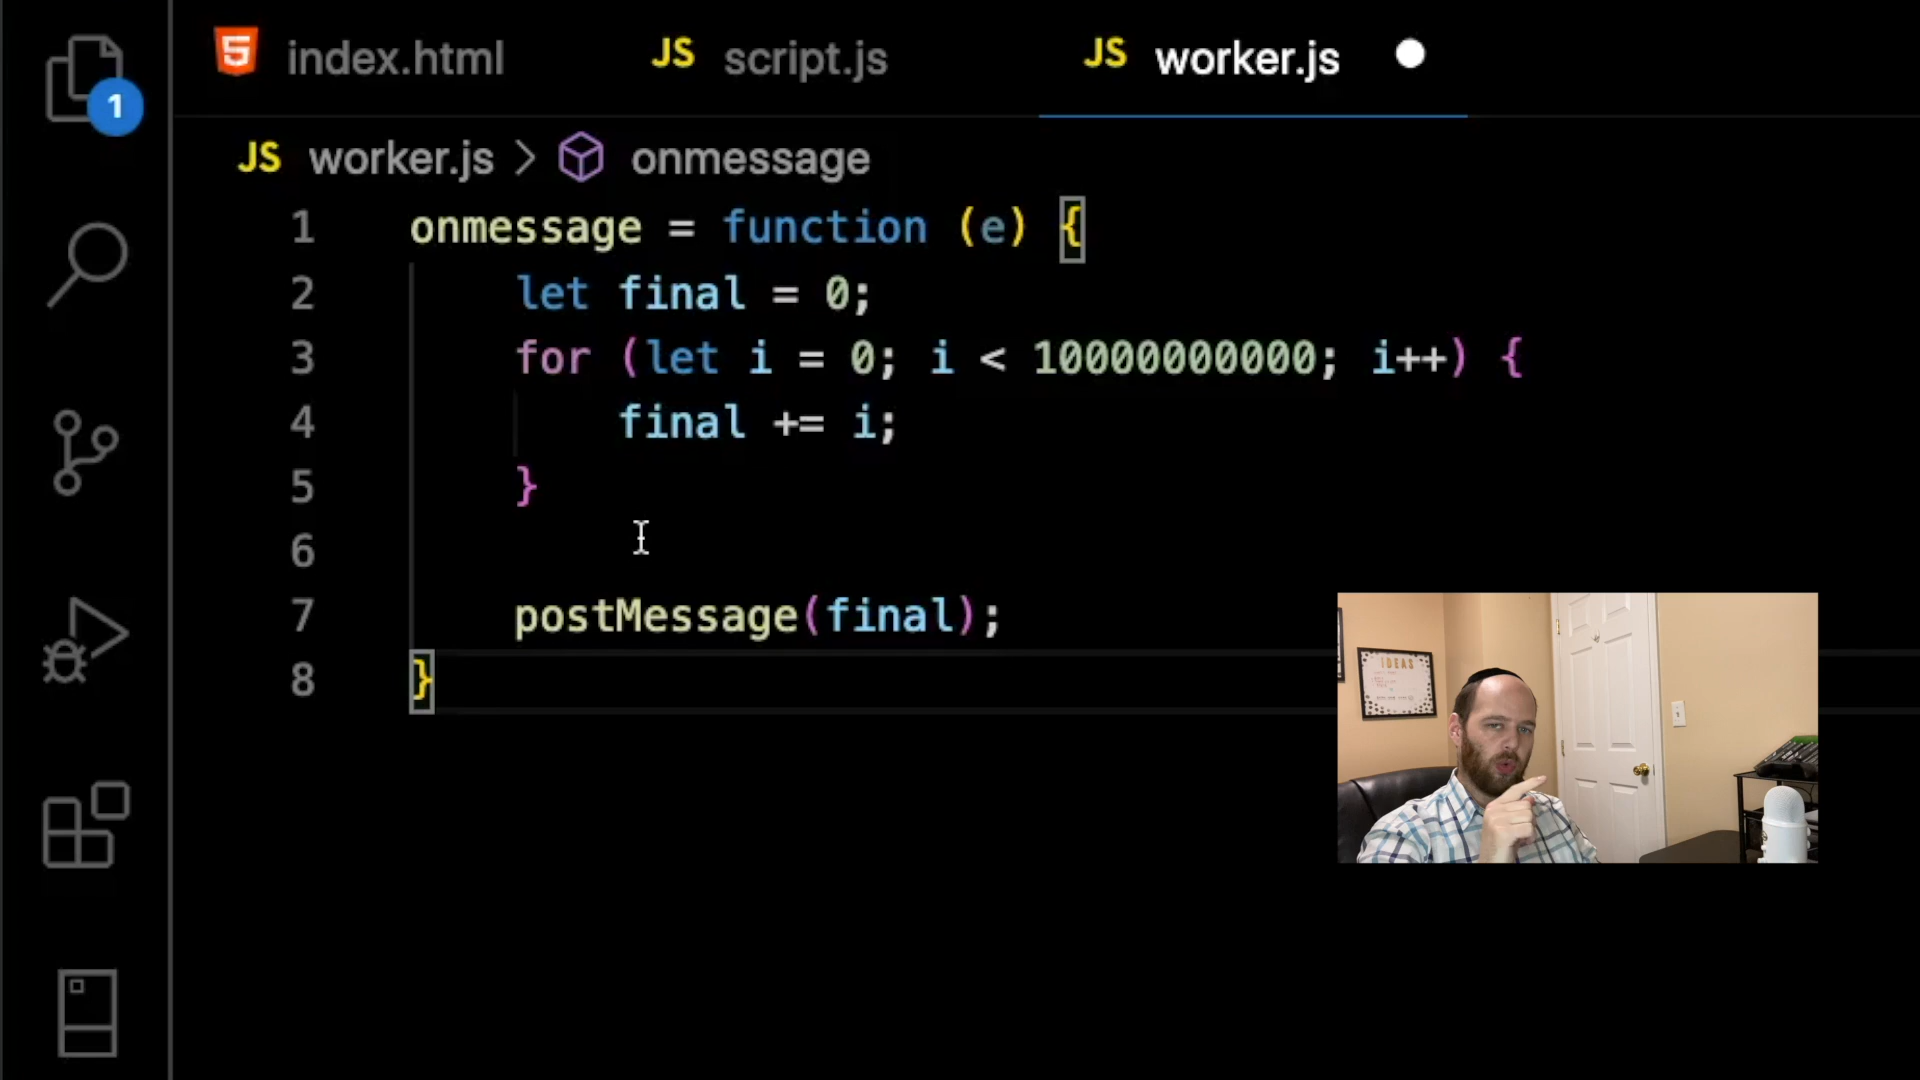 index.html
JS script.js
JS worker.js
1
JS worker.js > onmessage
1 onmessage = function (e) {
2 let final = 0;
3 for (let i = 0; i < 10000000000; i++) {
4 final += i;
5 }
6
7 postMessage(final);
8 }
IDEAS